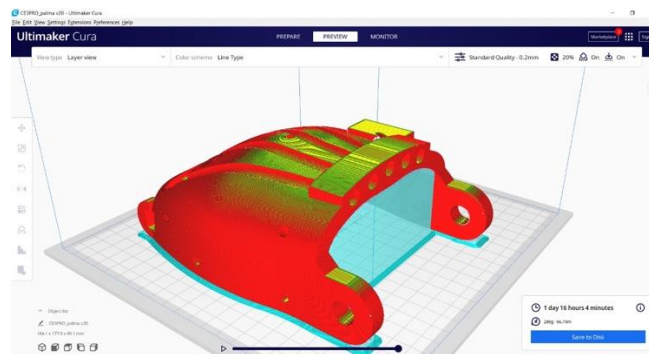 CESPRO_palma v20 - Ultimaker Cura
File Edit View Settings Extensions Preferences Help
Ultimaker Cura PREPARE PREVIEW MONITOR Marketplace Sign
View type Layer view Color scheme Line Type Standard Quality - 0.2mm 20% On On
Object list
CESPRO_palma v20
1 day 16 hours 4 minutes
Save to Disk